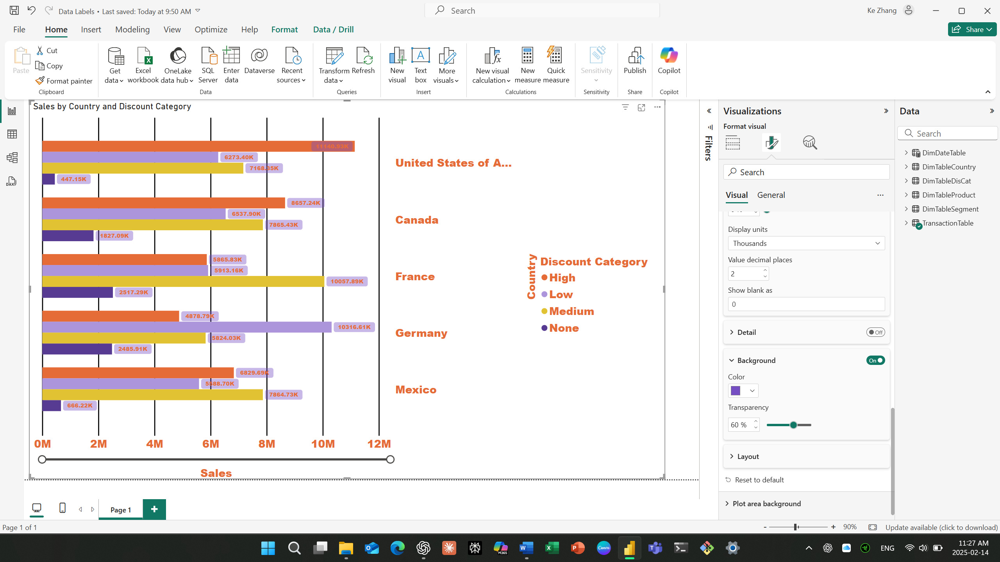 Data Labels • Last saved: Today at 9:50 AM
Search
Ke Zhang
File
Home
Insert
Modeling
View
Optimize
Help
Format
Data / Drill
Share
Paste
Cut
Copy
Format painter
Clipboard
Get data
Excel workbook
OneLake data hub
SQL Server
Enter data
Dataverse
Recent sources
Data
Transform data
Refresh
Queries
New visual
Text box
More visuals
Insert
New visual calculation
New measure
Quick measure
Calculations
Sensitivity
Sensitivity
Publish
Share
Copilot
Copilot
DAX
Sales by Country and Discount Category
11140.93K
6273.40K
7168.35K
447.15K
United States of A...
8657.24K
6537.90K
7865.43K
1827.09K
Canada
5865.83K
5913.16K
10057.89K
2517.29K
France
4878.79K
10316.61K
5824.03K
2485.91K
Germany
6829.69K
5588.70K
7864.73K
666.22K
Mexico
Country
Discount Category
High
Low
Medium
None
0M
2M
4M
6M
8M
10M
12M
Sales
Filters
Visualizations
Format visual
Search
Visual
General
Display units
Thousands
Value decimal places
2
Show blank as
0
Detail
Off
Background
On
Color
Transparency
60 %
Layout
Reset to default
Plot area background
Data
Search
DimDateTable
DimTableCountry
DimTableDisCat
DimTableProduct
DimTableSegment
TransactionTable
Page 1
Page 1 of 1
- + 90%
Update available (click to download)
M365
Canva
ENG
11:27 AM
2025-02-14